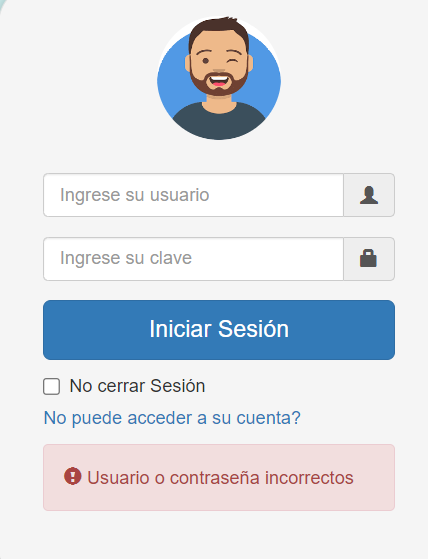 Ingrese su usuario
Ingrese su clave
Iniciar Sesión
No cerrar Sesión
No puede acceder a su cuenta?
Usuario o contraseña incorrectos